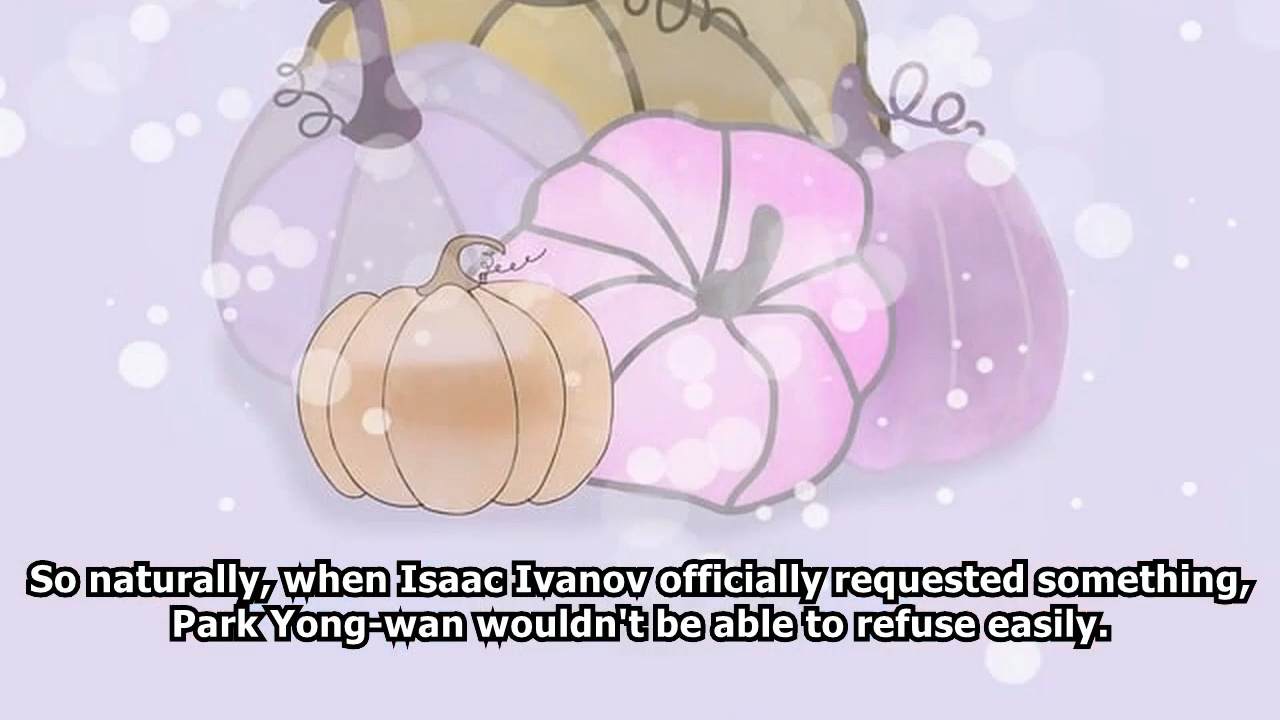 So naturally, when Isaac Ivanov officially requested something,
Park Yong-wan wouldn't be able to refuse easily.